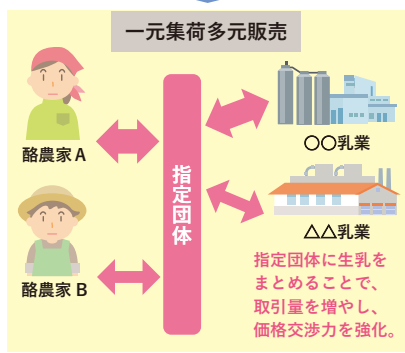 一元集荷多元販売
酪農家A
指定団体
〇〇乳業
△△乳業
酪農家B
指定団体に生乳を
まとめることで、
取引量を増やし、
価格交渉力を強化。